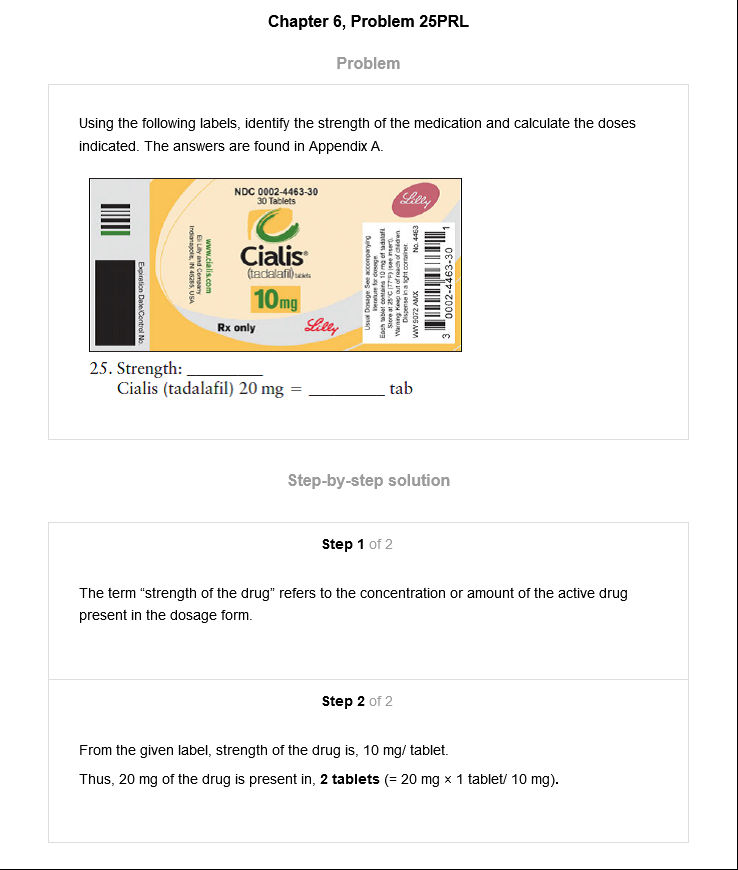 Chapter 6, Problem 25PRL
Problem
Using the following labels, identify the strength of the medication and calculate the doses
indicated. The answers are found in Appendix A.
Expiration Date/Control No.
www.cialis.com
Eli Lilly and Company
Indianapolis, IN 46285, USA
NDC 0002-4463-30
30 Tablets
Cialis®
(tadalafil) tablets
10 mg
Rx only
Lilly
Lilly
Usual Dosage: See accompanying
literature for dosage.
Each tablet contains 10 mg of tadalafil.
Store at 25°C (77°F) (see insert).
Warning: Keep out of reach of children.
Dispense in a tight container.
WW 5072 AMX
No. 4463
3 0002-4463-30 1
25. Strength: ________
Cialis (tadalafil) 20 mg = ________ tab
Step-by-step solution
Step 1 of 2
The term “strength of the drug” refers to the concentration or amount of the active drug
present in the dosage form.
Step 2 of 2
From the given label, strength of the drug is, 10 mg/ tablet.
Thus, 20 mg of the drug is present in, 2 tablets (= 20 mg × 1 tablet/ 10 mg).